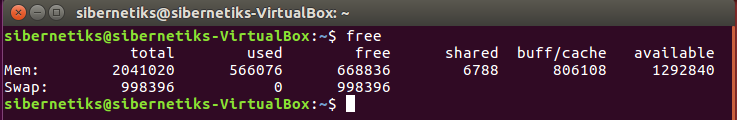 sibernetiks@sibernetiks-VirtualBox: ~
sibernetiks@sibernetiks-VirtualBox:~$ free
              total        used        free      shared  buff/cache   available
Mem:        2041020      566076      668836        6788      806108     1292840
Swap:        998396           0      998396
sibernetiks@sibernetiks-VirtualBox:~$